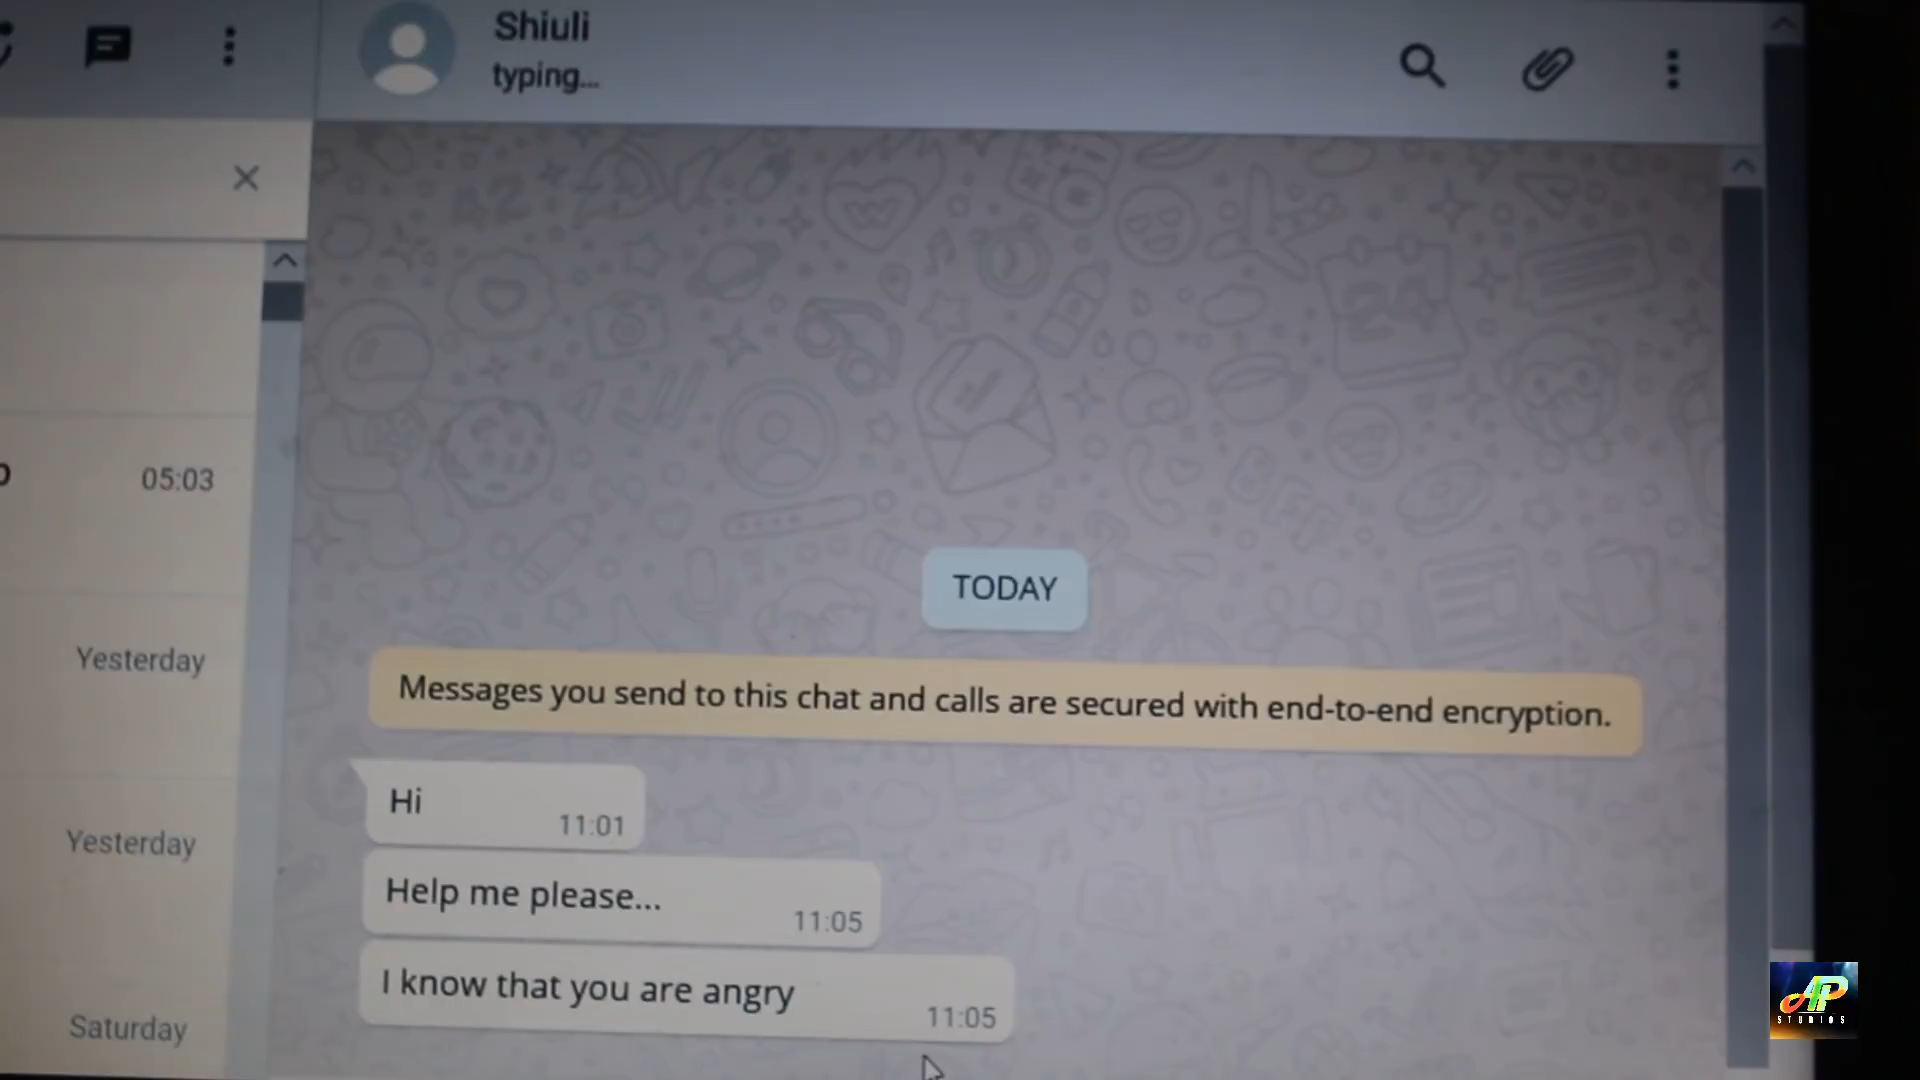 Shiuli
typing...
05:03
Yesterday
Yesterday
Saturday
TODAY
Messages you send to this chat and calls are secured with end-to-end encryption.
Hi
11:01
Help me please...
11:05
I know that you are angry
11:05
AP
STUDIOS